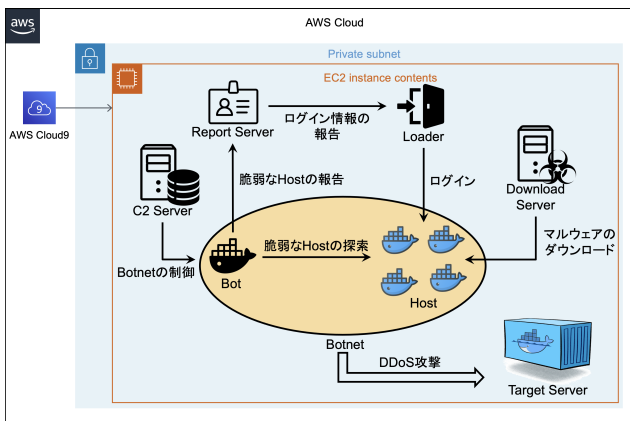 aws
AWS Cloud
Private subnet
EC2 instance contents
9
AWS Cloud9
Report Server
ログイン情報の
報告
Loader
C2 Server
脆弱なHostの報告
ログイン
Download
Server
Botnetの制御
脆弱なHostの探索
マルウェアの
ダウンロード
Bot
Host
Botnet
DDoS攻撃
Target Server